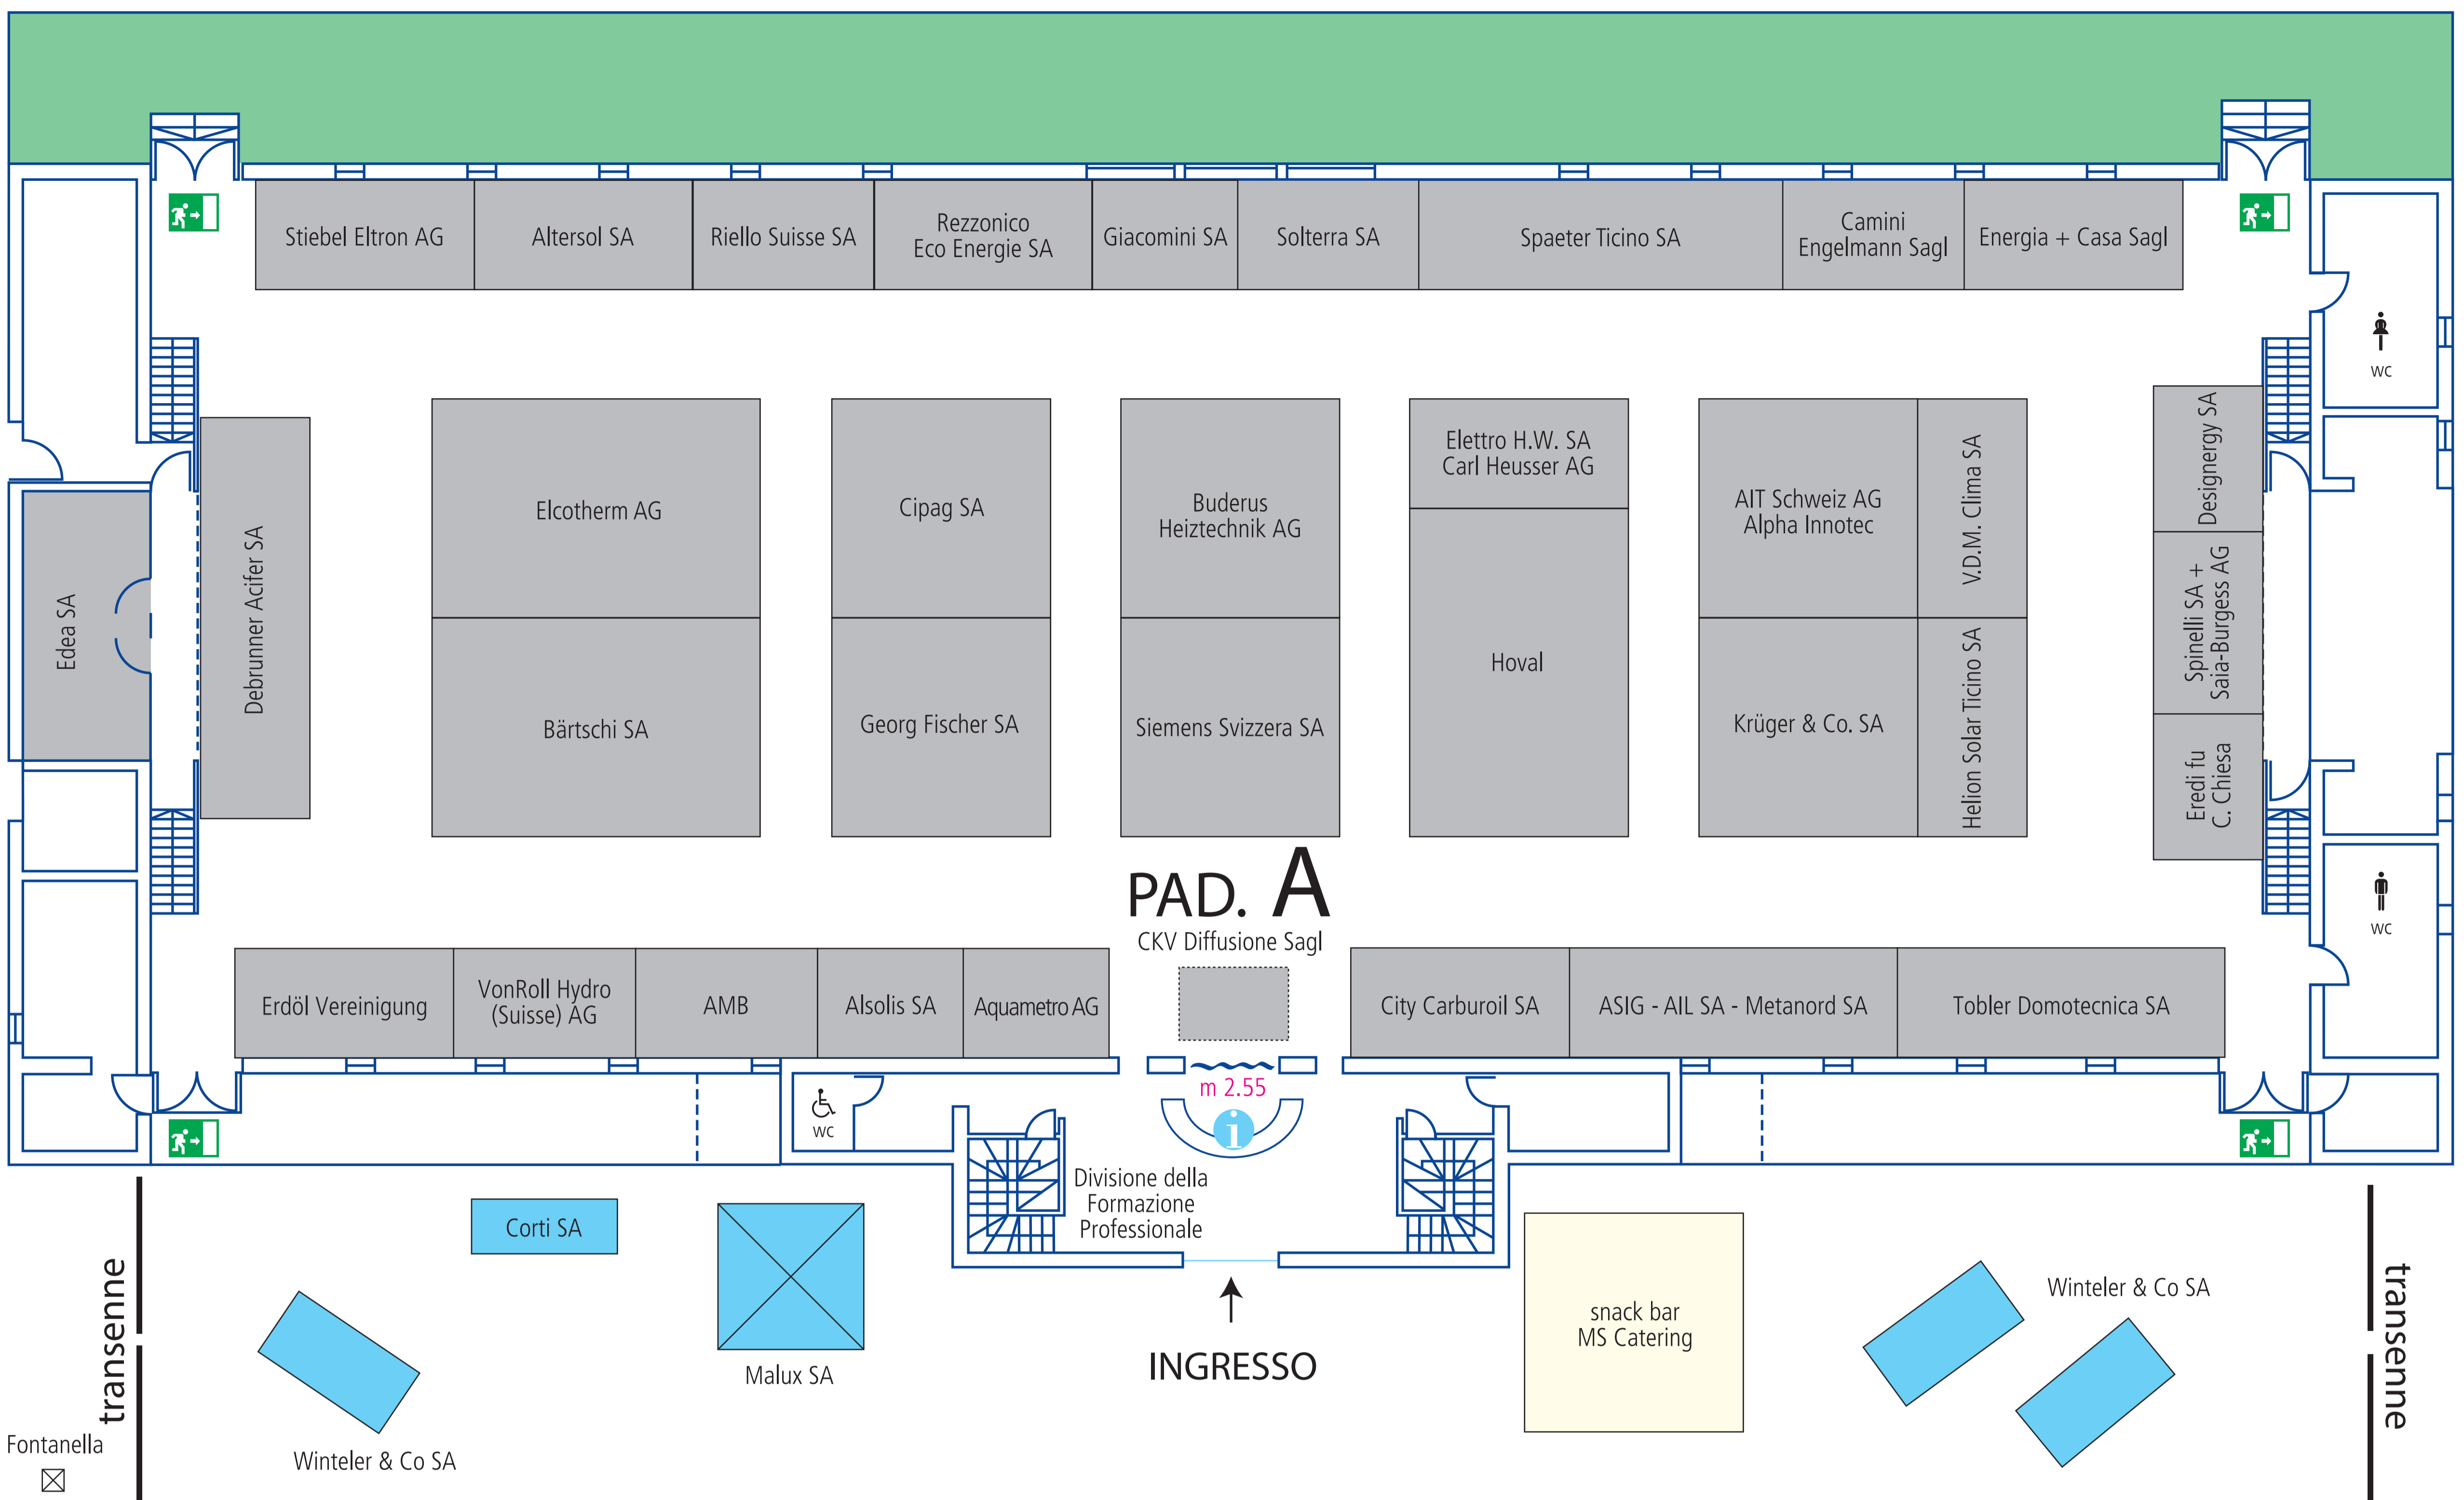 Stiebel Eltron AG
Altersol SA
Riello Suisse SA
Rezzonico
Eco Energie SA
Giacomini SA
Solterra SA
Spaeter Ticino SA
Camini
Engelmann Sagl
Energia + Casa Sagl
wc
Edea SA
Debrunner Acifer SA
Elcotherm AG
Bärtschi SA
Cipag SA
Georg Fischer SA
Buderus
Heiztechnik AG
Siemens Svizzera SA
Elettro H.W. SA
Carl Heusser AG
Hoval
AIT Schweiz AG
Alpha Innotec
Krüger & Co. SA
V.D.M. Clima SA
Helion Solar Ticino SA
Designergy SA
Spinelli SA +
Saia-Burgess AG
Eredi fu
C. Chiesa
wc
PAD. A
CKV Diffusione Sagl
Erdöl Vereinigung
VonRoll Hydro
(Suisse) AG
AMB
Alsolis SA
Aquametro AG
City Carburoil SA
ASIG - AIL SA - Metanord SA
Tobler Domotecnica SA
m 2.55
i
wc
Divisione della
Formazione
Professionale
Corti SA
Malux SA
INGRESSO
snack bar
MS Catering
Winteler & Co SA
transenne
transenne
Winteler & Co SA
Fontanella